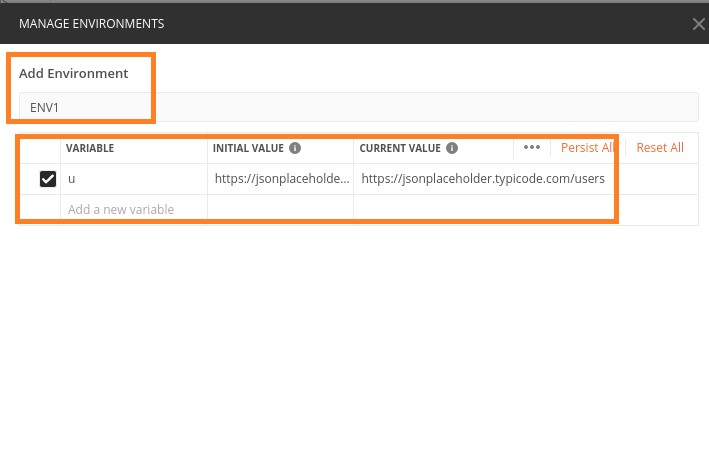 MANAGE ENVIRONMENTS
Add Environment
ENV1
VARIABLE INITIAL VALUE CURRENT VALUE ••• Persist All Reset All
u https://jsonplaceholde... https://jsonplaceholder.typicode.com/users
Add a new variable